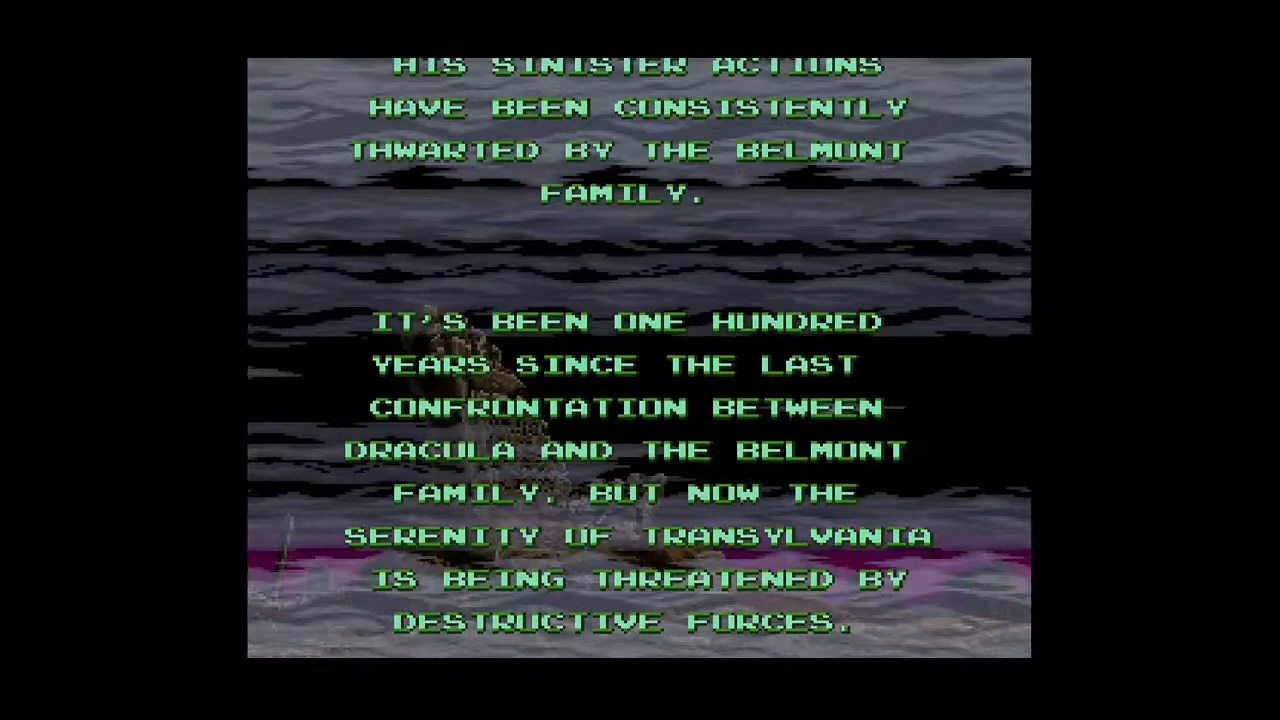 HIS SINISTER ACTIONS
HAVE BEEN CONSISTENTLY
THWARTED BY THE BELMONT
FAMILY.
IT'S BEEN ONE HUNDRED
YEARS SINCE THE LAST
CONFRONTATION BETWEEN
DRACULA AND THE BELMONT
FAMILY. BUT NOW THE
SERENITY OF TRANSYLVANIA
IS BEING THREATENED BY
DESTRUCTIVE FORCES.